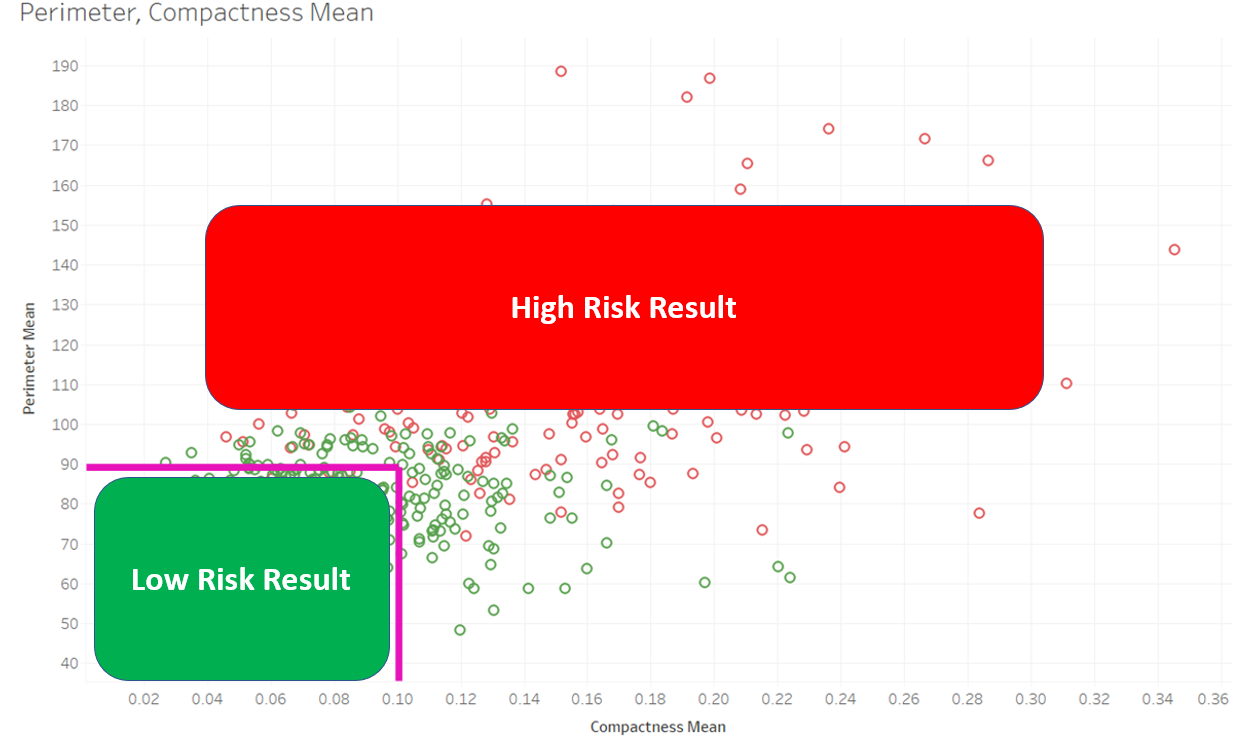 Perimeter, Compactness Mean
190
180
170
160
150
140
130
120
110
100
90
80
70
60
50
40
Perimeter Mean
High Risk Result
Low Risk Result
0.02 0.04 0.06 0.08 0.10 0.12 0.14 0.16 0.18 0.20 0.22 0.24 0.26 0.28 0.30 0.32 0.34 0.36
Compactness Mean